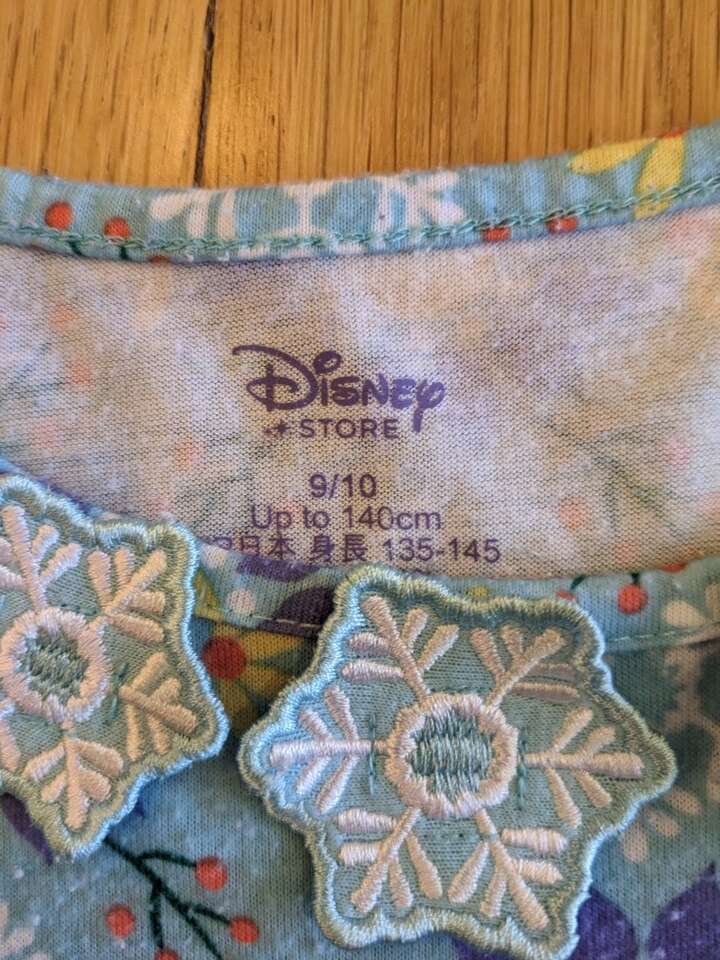 Disney
STORE
9/10
Up to 140cm
日本 身長 135-145